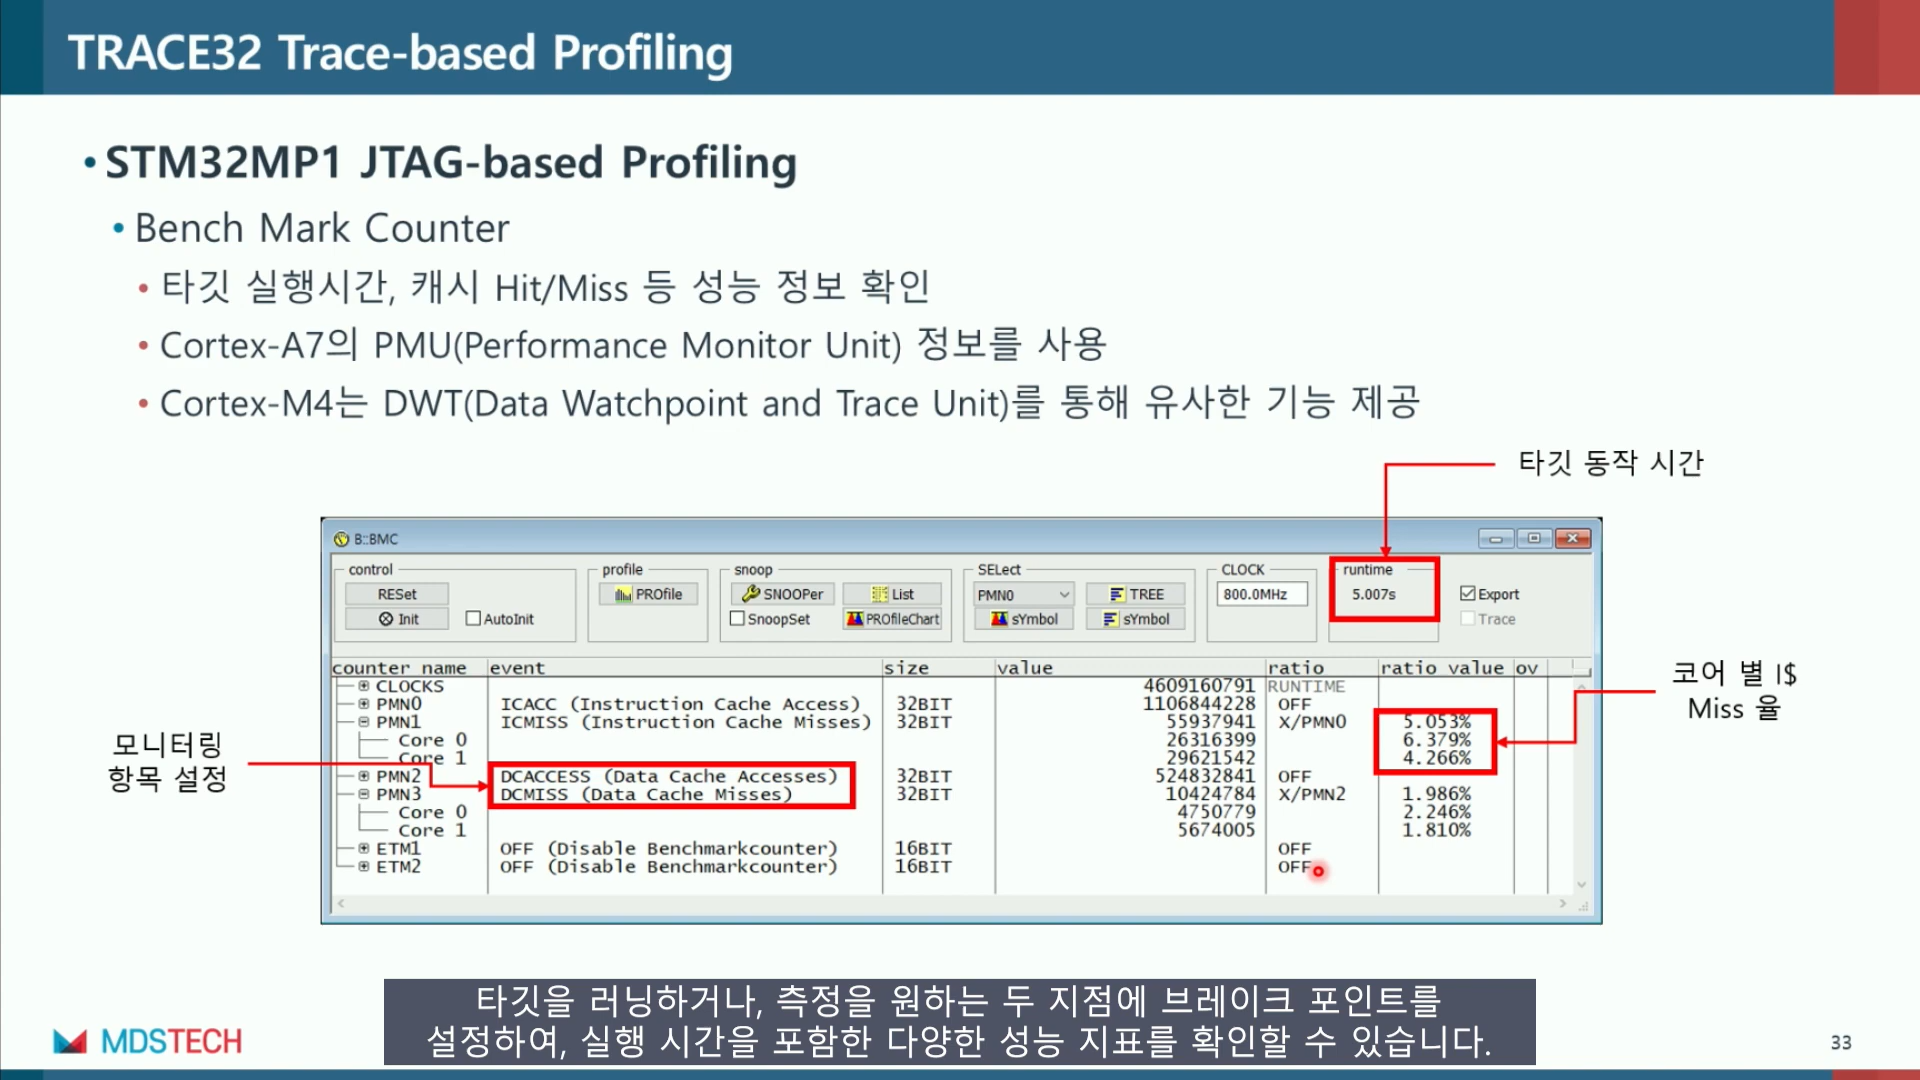 TRACE32 Trace-based Profiling
• STM32MP1 JTAG-based Profiling
• Bench Mark Counter
• 타깃 실행시간, 캐시 Hit/Miss 등 성능 정보 확인
• Cortex-A7의 PMU(Performance Monitor Unit) 정보를 사용
• Cortex-M4는 DWT(Data Watchpoint and Trace Unit)를 통해 유사한 기능 제공
타깃 동작 시간
B::BMC
control profile snoop SELect CLOCK runtime
RESet PROfile SNOOPer List PMN0 TREE 800.0MHz 5.007s Export
Init AutoInit SnoopSet PROfileChart sYmbol sYmbol Trace
counter name event size value ratio ratio value ov
CLOCKS 4609160791 RUNTIME
PMN0 ICACC (Instruction Cache Access) 32BIT 1106844228 OFF
PMN1 ICMISS (Instruction Cache Misses) 32BIT 55937941 X/PMN0 5.053%
Core 0 26316399 6.379%
Core 1 29621542 4.266%
PMN2 DCACCESS (Data Cache Accesses) 32BIT 524832841 OFF
PMN3 DCMISS (Data Cache Misses) 32BIT 10424784 X/PMN2 1.986%
Core 0 4750779 2.246%
Core 1 5674005 1.810%
ETM1 OFF (Disable Benchmarkcounter) 16BIT OFF
ETM2 OFF (Disable Benchmarkcounter) 16BIT OFF
코어 별 I$
Miss 율
모니터링
항목 설정
타깃을 러닝하거나, 측정을 원하는 두 지점에 브레이크 포인트를
설정하여, 실행 시간을 포함한 다양한 성능 지표를 확인할 수 있습니다.
MDSTECH
33